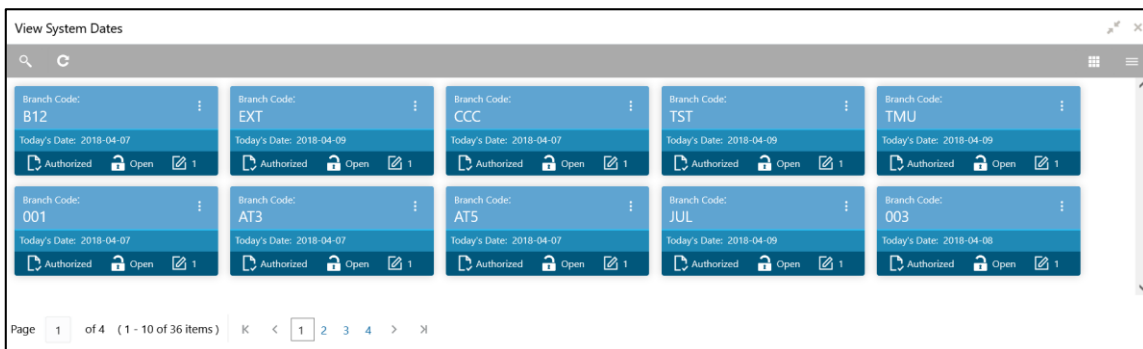 View System Dates
Branch Code: Branch Code: Branch Code: Branch Code: Branch Code:
B12 EXT CCC TST TMU
Today's Date: 2018-04-07 Today's Date: 2018-04-09 Today's Date: 2018-04-09 Today's Date: 2018-04-09 Today's Date: 2018-04-09
Authorized Open 1 Authorized Open 1 Authorized Open 1 Authorized Open 1 Authorized Open 1
Branch Code: Branch Code: Branch Code: Branch Code: Branch Code:
001 AT3 AT5 JUL 003
Today's Date: 2018-04-07 Today's Date: 2018-04-07 Today's Date: 2018-04-07 Today's Date: 2018-04-09 Today's Date: 2018-04-08
Authorized Open 1 Authorized Open 1 Authorized Open 1 Authorized Open 1 Authorized Open 1
Page 1 of 4 ( 1 - 10 of 36 items ) 1 2 3 4